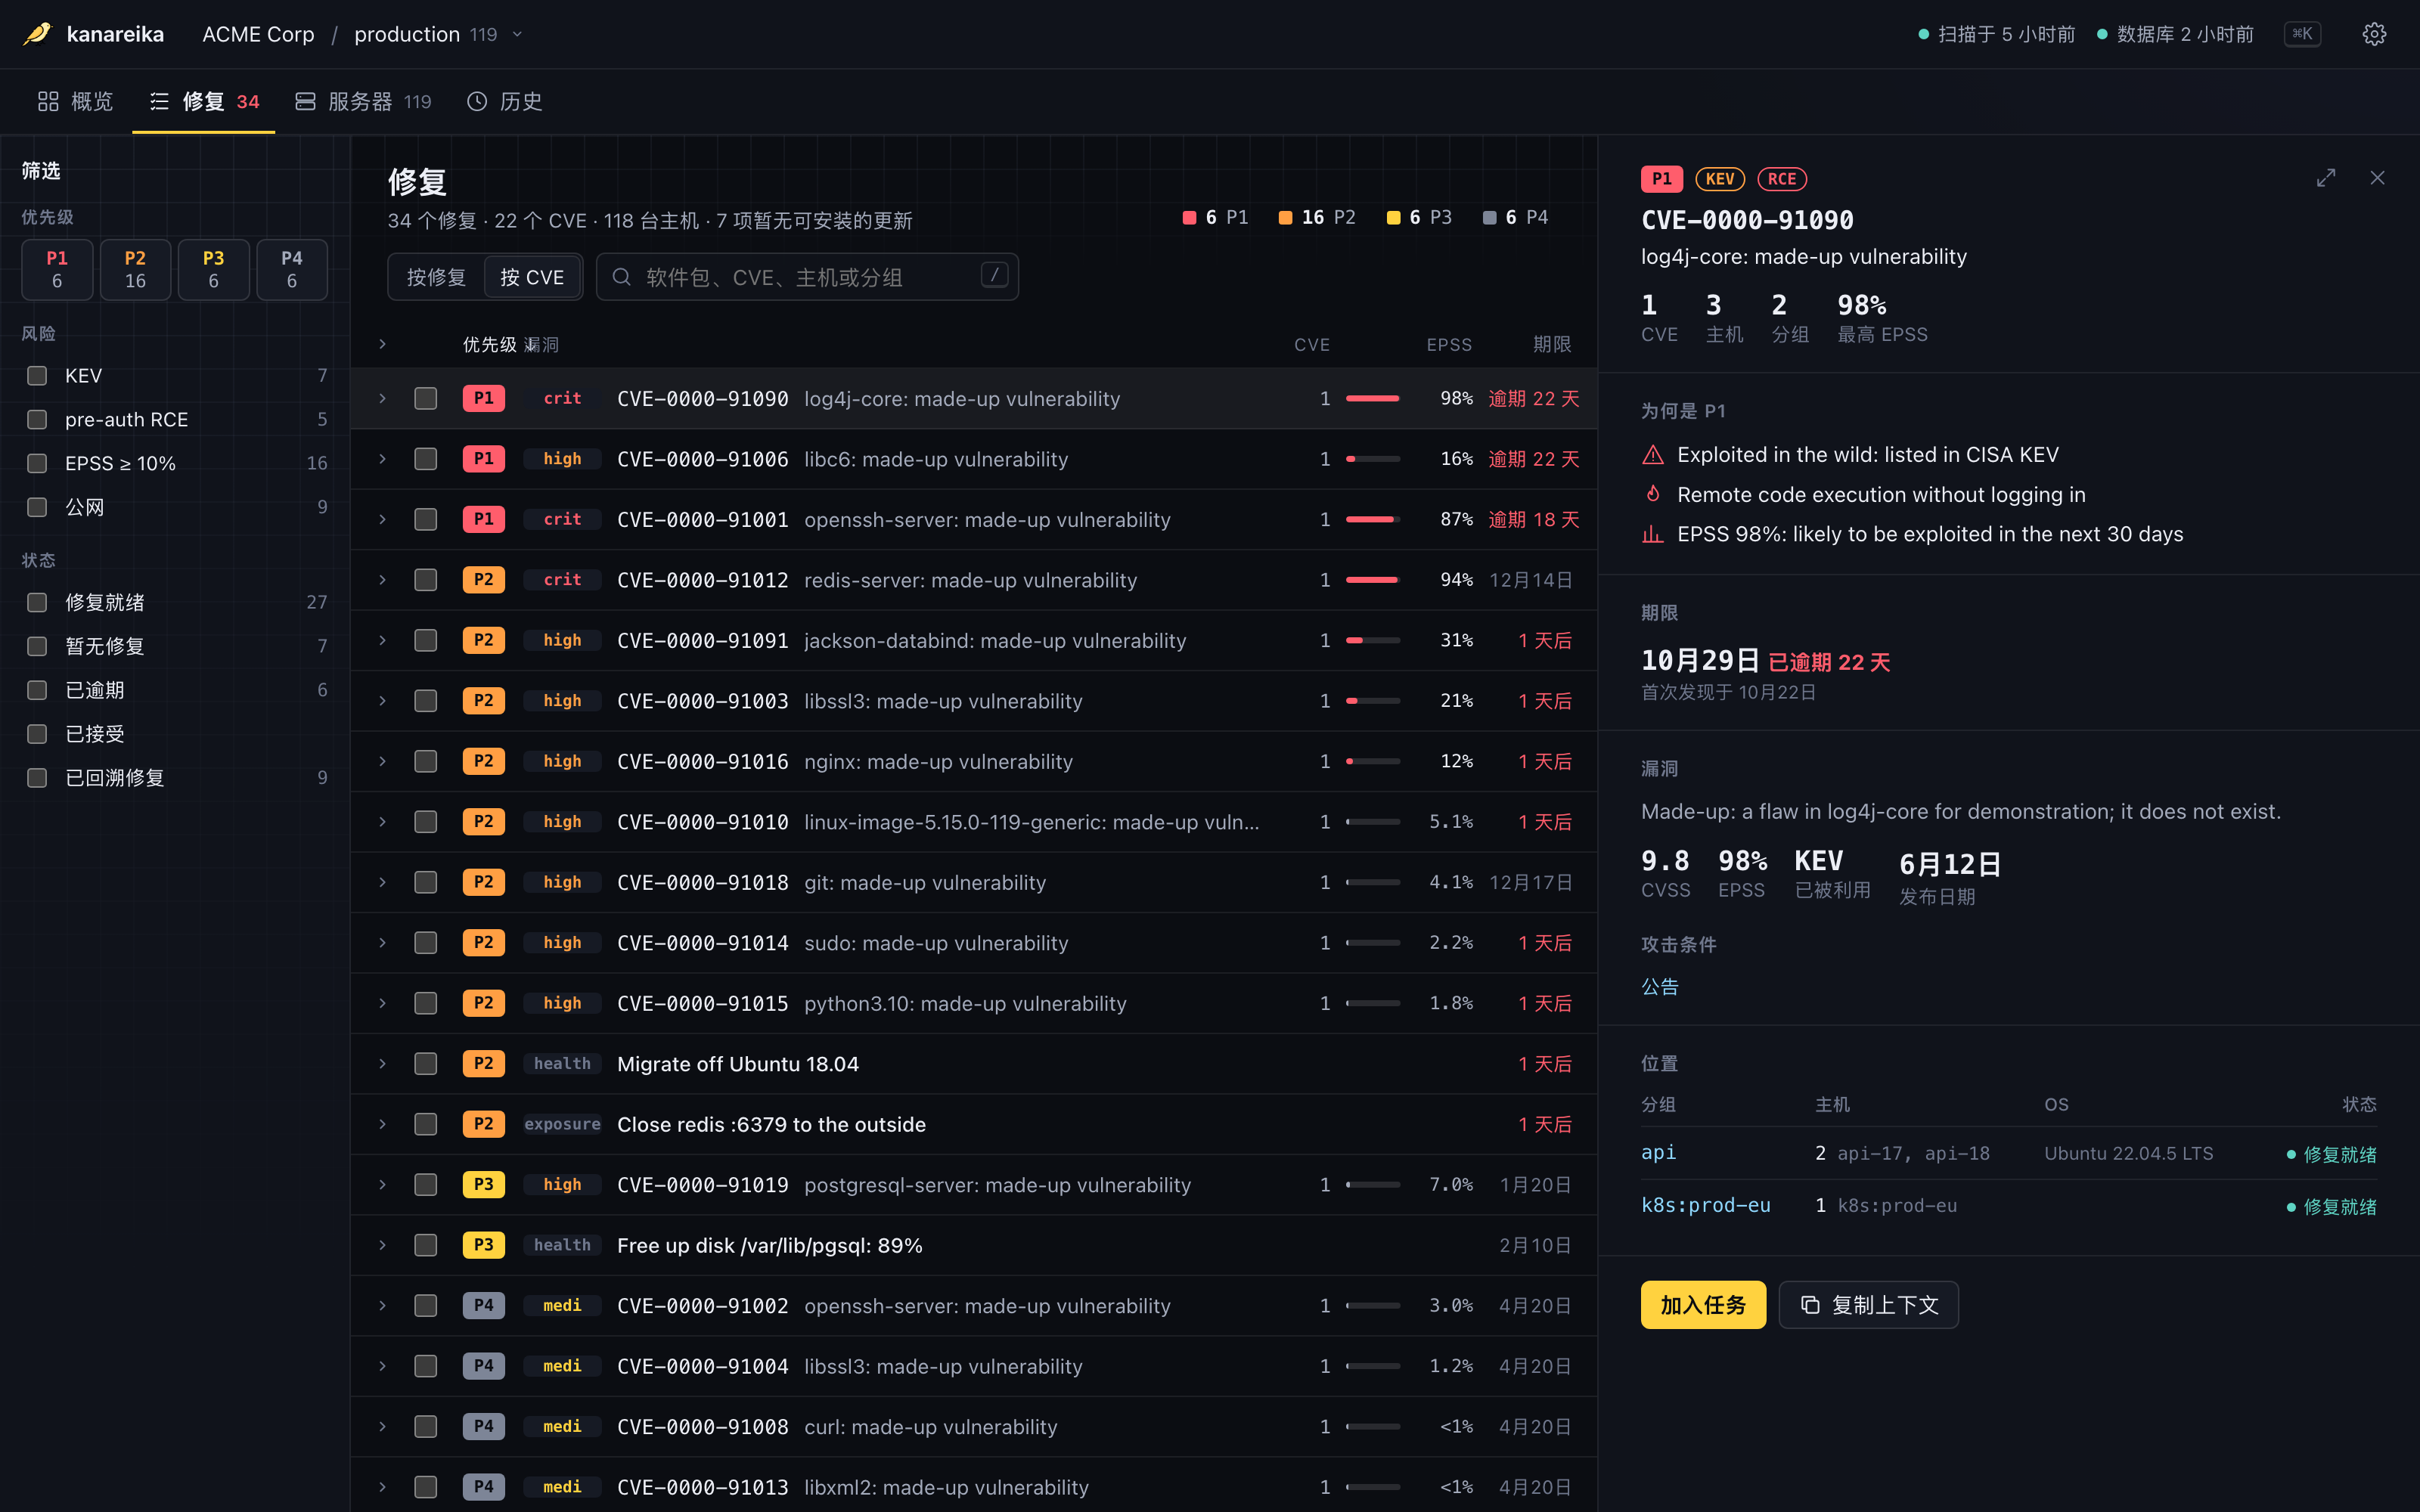 kanareika ACME Corp / production 119 扫描于 5 小时前 数据库 2 小时前 ⌘K
概览 修复 34 服务器 119 历史
筛选
优先级
P1 P2 P3 P4
6 16 6 6
风险
KEV 7
pre-auth RCE 5
EPSS ≥ 10% 16
公网 9
状态
修复就绪 27
暂无修复 7
已逾期 6
已接受
已回溯修复 9
修复
34 个修复 · 22 个 CVE · 118 台主机 · 7 项暂无可安装的更新 6 P1 16 P2 6 P3 6 P4
按修复 按 CVE 软件包、CVE、主机或分组 /
优先级 ↓ 漏洞 CVE EPSS 期限
P1 crit CVE-0000-91090 log4j-core: made-up vulnerability 1 98% 逾期 22 天
P1 high CVE-0000-91006 libc6: made-up vulnerability 1 16% 逾期 22 天
P1 crit CVE-0000-91001 openssh-server: made-up vulnerability 1 87% 逾期 18 天
P2 crit CVE-0000-91012 redis-server: made-up vulnerability 1 94% 12月14日
P2 high CVE-0000-91091 jackson-databind: made-up vulnerability 1 31% 1 天后
P2 high CVE-0000-91003 libssl3: made-up vulnerability 1 21% 1 天后
P2 high CVE-0000-91016 nginx: made-up vulnerability 1 12% 1 天后
P2 high CVE-0000-91010 linux-image-5.15.0-119-generic: made-up vuln... 1 5.1% 1 天后
P2 high CVE-0000-91018 git: made-up vulnerability 1 4.1% 12月17日
P2 high CVE-0000-91014 sudo: made-up vulnerability 1 2.2% 1 天后
P2 high CVE-0000-91015 python3.10: made-up vulnerability 1 1.8% 1 天后
P2 health Migrate off Ubuntu 18.04 1 天后
P2 exposure Close redis :6379 to the outside 1 天后
P3 high CVE-0000-91019 postgresql-server: made-up vulnerability 1 7.0% 1月20日
P3 health Free up disk /var/lib/pgsql: 89% 2月10日
P4 medi CVE-0000-91002 openssh-server: made-up vulnerability 1 3.0% 4月20日
P4 medi CVE-0000-91004 libssl3: made-up vulnerability 1 1.2% 4月20日
P4 medi CVE-0000-91008 curl: made-up vulnerability 1 <1% 4月20日
P4 medi CVE-0000-91013 libxml2: made-up vulnerability 1 <1% 4月20日
P1 KEV RCE
CVE-0000-91090
log4j-core: made-up vulnerability
1 3 2 98%
CVE 主机 分组 最高 EPSS
为何是 P1
Exploited in the wild: listed in CISA KEV
Remote code execution without logging in
EPSS 98%: likely to be exploited in the next 30 days
期限
10月29日 已逾期 22 天
首次发现于 10月22日
漏洞
Made-up: a flaw in log4j-core for demonstration; it does not exist.
9.8 98% KEV 6月12日
CVSS EPSS 已被利用 发布日期
攻击条件
公告
位置
分组 主机 OS 状态
api 2 api-17, api-18 Ubuntu 22.04.5 LTS 修复就绪
k8s:prod-eu 1 k8s:prod-eu 修复就绪
加入任务 复制上下文